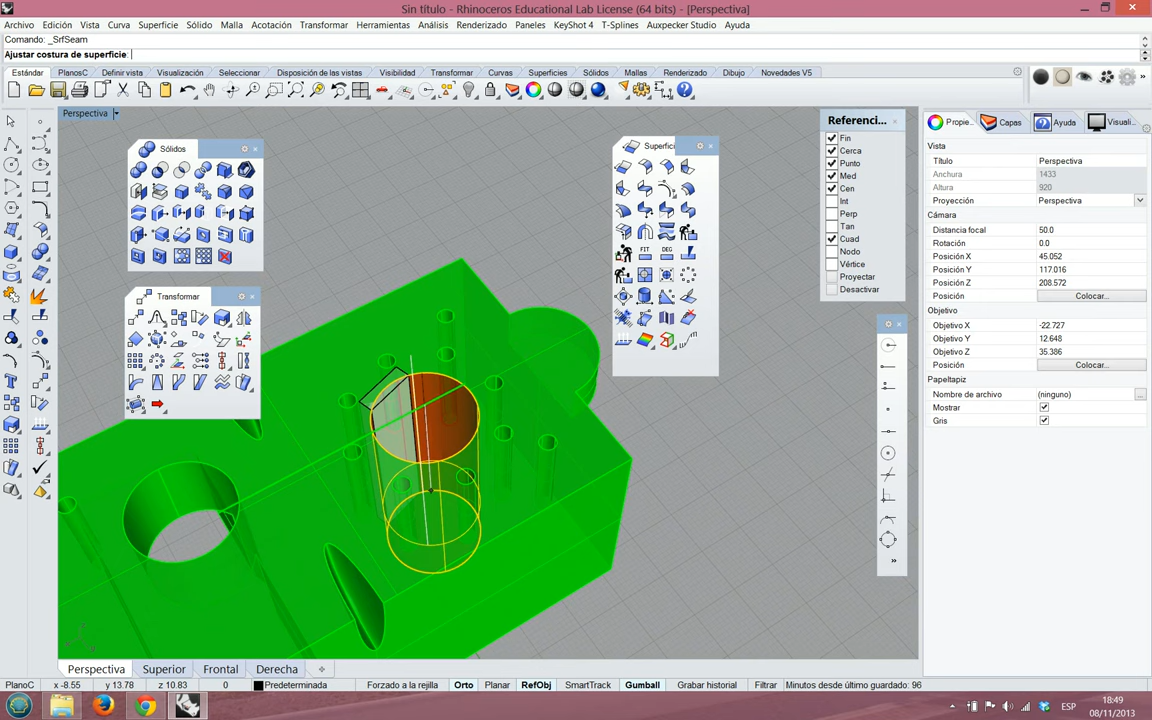 Sin título - Rhinoceros Educational Lab License (64 bits) - [Perspectiva]
Archivo Edición Vista Curva Superficie Sólido Malla Acotación Transformar Herramientas Análisis Renderizado Paneles KeyShot 4 T-Splines Auxpecker Studio Ayuda
Comando: _SrfSeam
Ajustar costura de superficie:
Estándar PlanosC Definir vista Visualización Seleccionar Disposición de las vistas Visibilidad Transformar Curvas Superficies Sólidos Mallas Renderizado Dibujo Novedades V5
Perspectiva
Sólidos
Transformar
Superfici
FIT DEG
Referenci...
Fin
Cerca
Punto
Med
Cen
Int
Perp
Tan
Cuad
Nodo
Vértice
Proyectar
Desactivar
Propie... Capas Ayuda Visuali...
Vista
Título Perspectiva
Anchura 1433
Altura 920
Proyección Perspectiva
Cámara
Distancia focal 50.0
Rotación 0.0
Posición X 45.052
Posición Y 117.016
Posición Z 208.572
Posición Colocar...
Objetivo
Objetivo X -22.727
Objetivo Y 12.648
Objetivo Z 35.386
Posición Colocar...
Papeltapiz
Nombre de archivo (ninguno)
Mostrar
Gris
Perspectiva Superior Frontal Derecha
PlanoC x -8.55 y 13.78 z 10.83 0 Predeterminada Forzado a la rejilla Orto Planar RefObj SmartTrack Gumball Grabar historial Filtrar Minutos desde último guardado: 96
ESP
18:49
08/11/2013